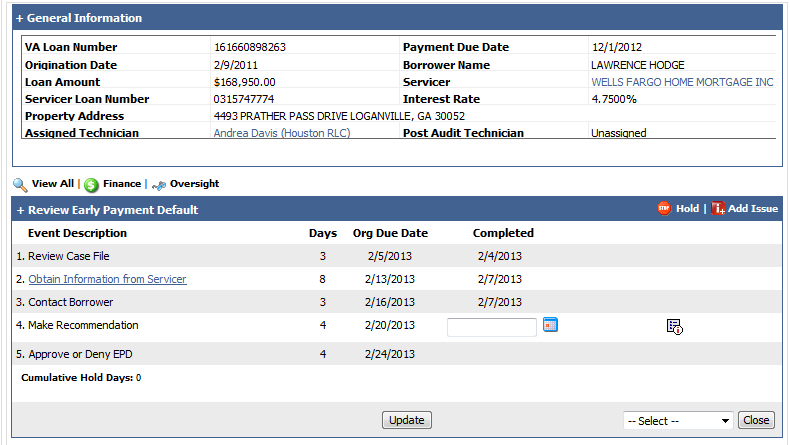 + General Information
VA Loan Number 161660898263 Payment Due Date 12/1/2012
Origination Date 2/9/2011 Borrower Name LAWRENCE HODGE
Loan Amount $168,950.00 Servicer WELLS FARGO HOME MORTGAGE INC
Servicer Loan Number 0315747774 Interest Rate 4.7500%
Property Address 4493 PRATHER PASS DRIVE LOGANVILLE, GA 30052
Assigned Technician Andrea Davis (Houston RLC) Post Audit Technician Unassigned
View All | $ Finance | Oversight
+ Review Early Payment Default STOP Hold | Add Issue
Event Description Days Org Due Date Completed
1. Review Case File 3 2/5/2013 2/4/2013
2. Obtain Information from Servicer 8 2/13/2013 2/7/2013
3. Contact Borrower 3 2/16/2013 2/7/2013
4. Make Recommendation 4 2/20/2013
5. Approve or Deny EPD 4 2/24/2013
Cumulative Hold Days: 0
Update -- Select -- Close